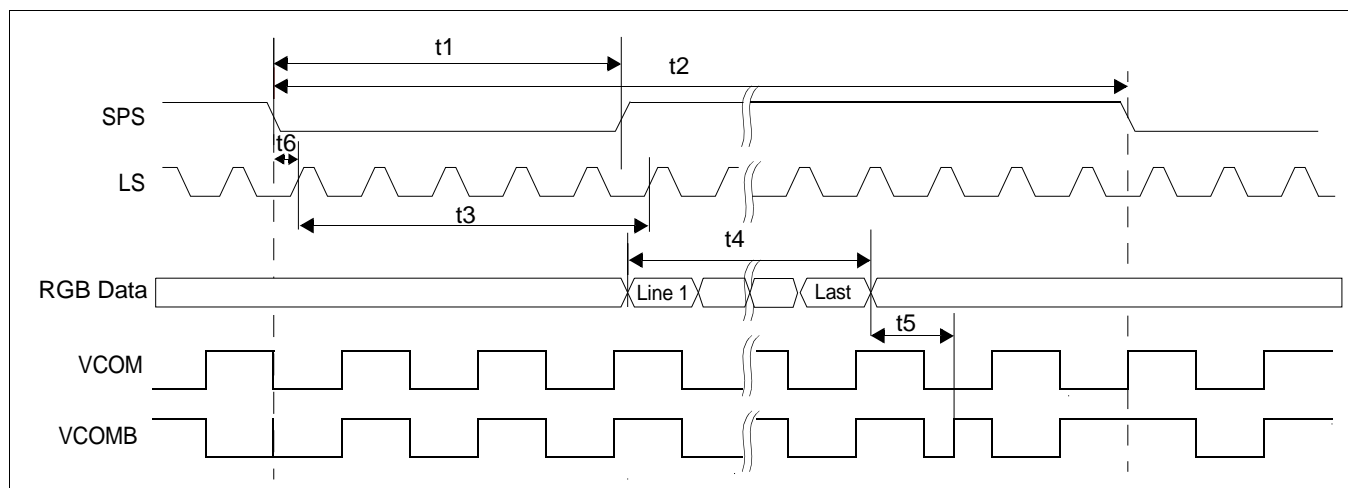 t1
t2
SPS
t6
LS
t3
t4
RGB Data
Line 1
Last
t5
VCOM
VCOMB